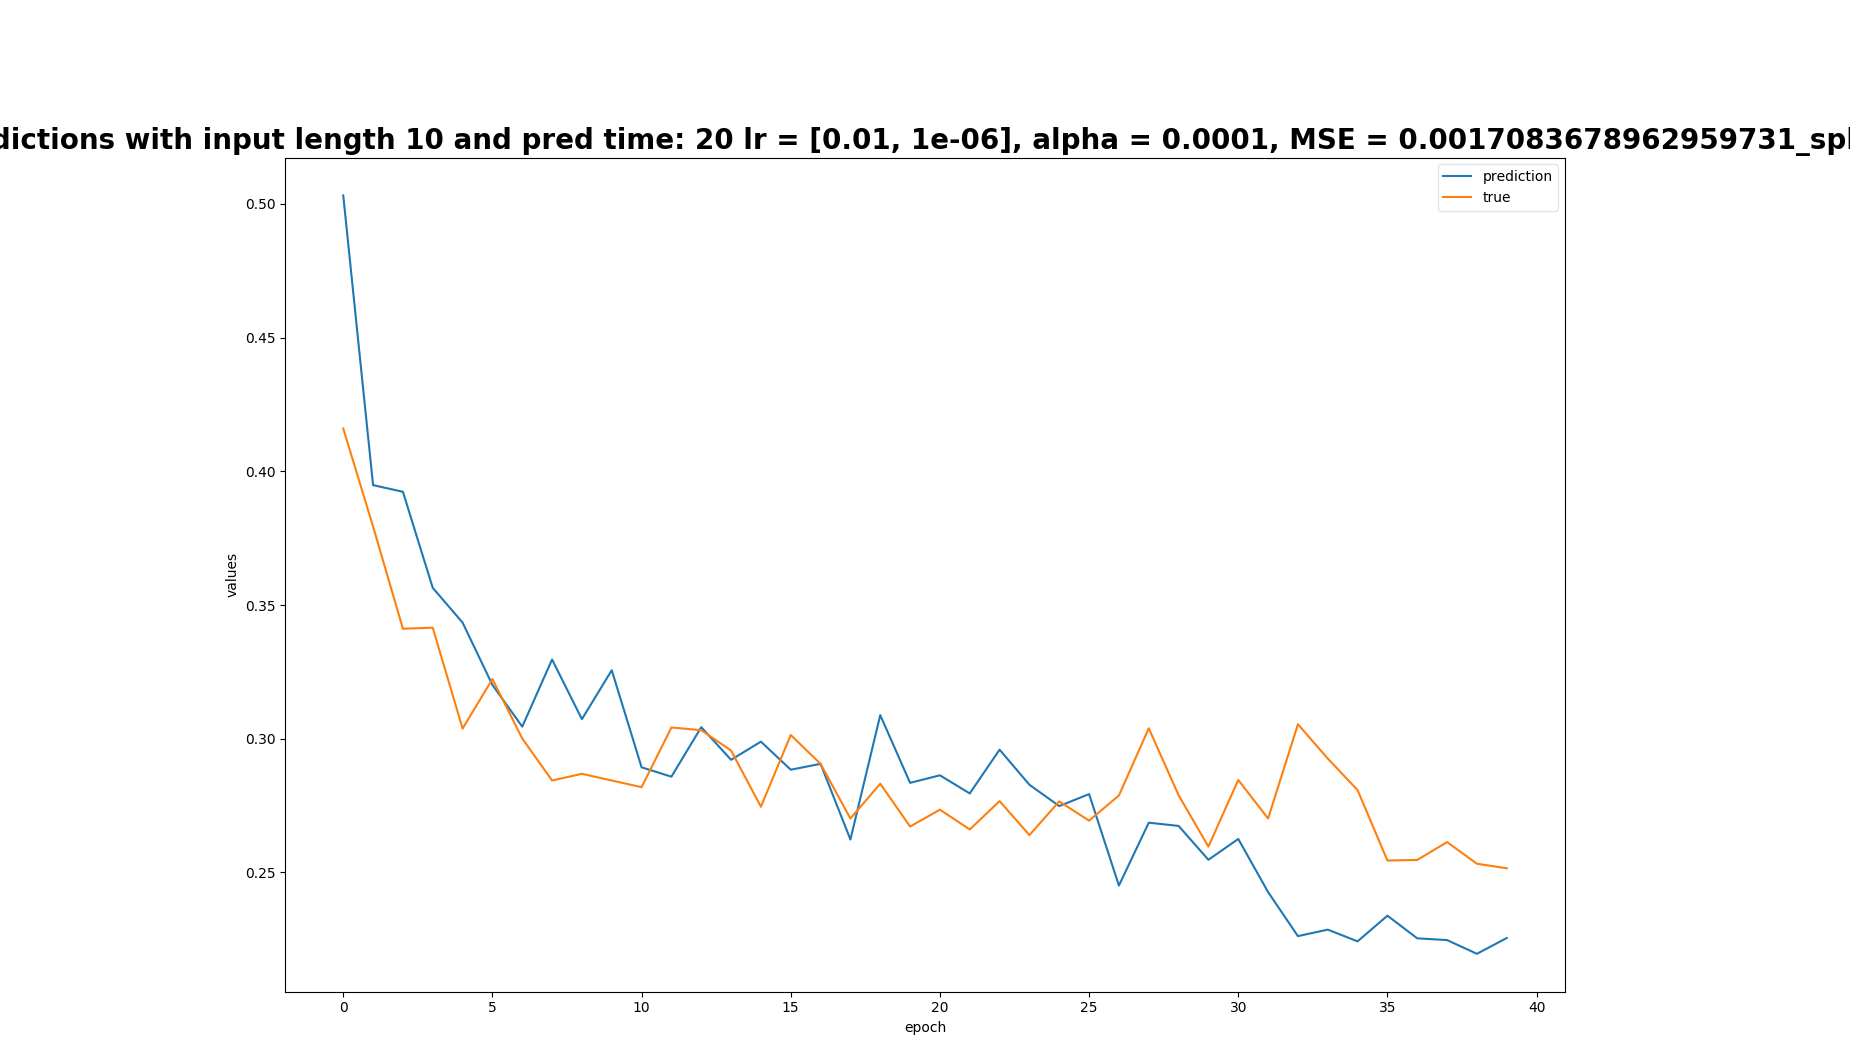 dictions with input length 10 and pred time: 20 lr = [0.01, 1e-06], alpha = 0.0001, MSE = 0.0017083678962959731_spl
prediction
true
0.50
0.45
0.40
0.35
0.30
0.25
values
0 5 10 15 20 25 30 35 40
epoch